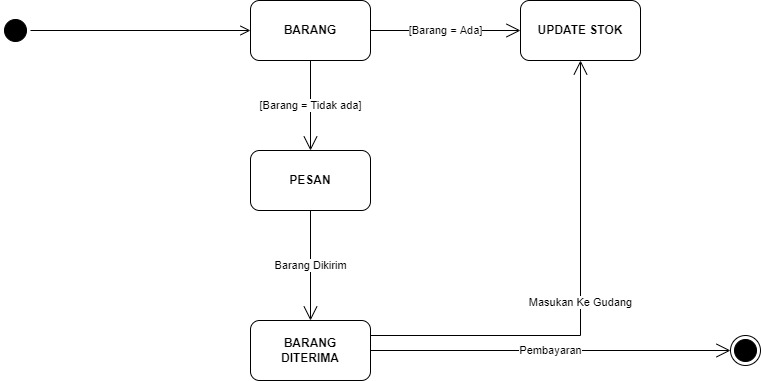 BARANG
[Barang = Ada]
UPDATE STOK
[Barang = Tidak ada]
PESAN
Barang Dikirim
Masukan Ke Gudang
BARANG
DITERIMA
Pembayaran